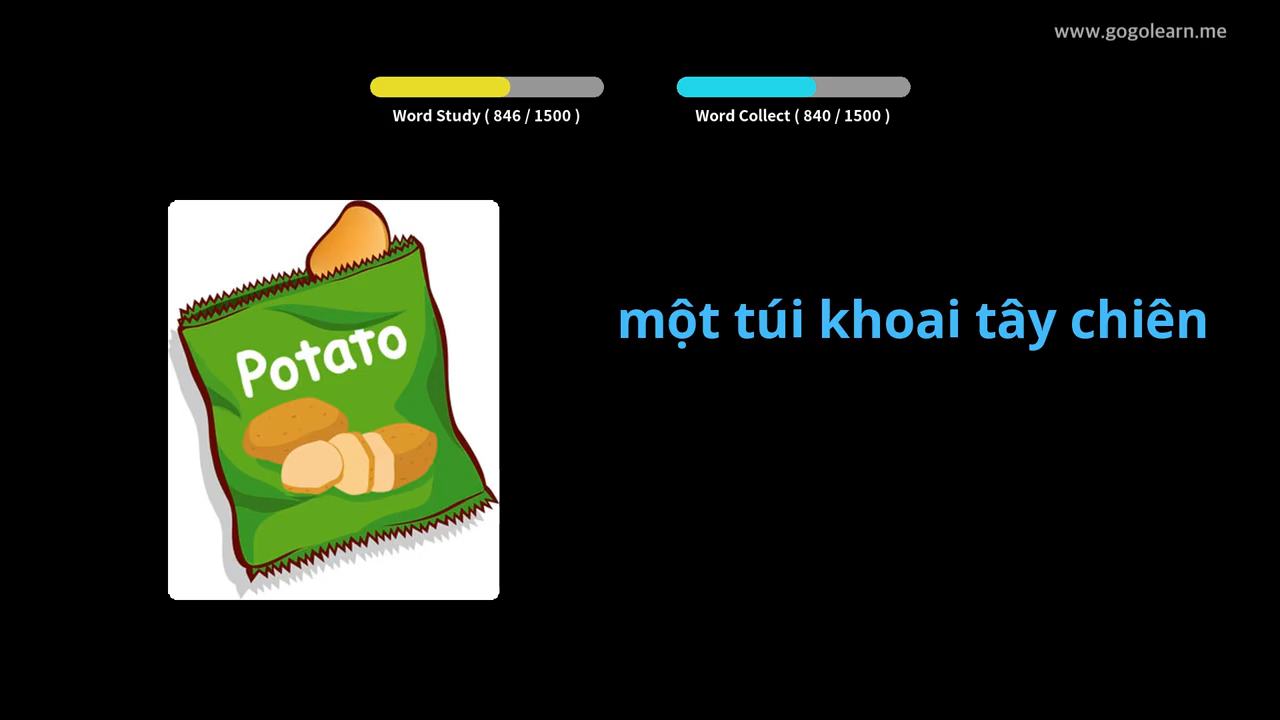 www.gogolearn.me
Word Study ( 846 / 1500 )
Word Collect ( 840 / 1500 )
Potato
một túi khoai tây chiên